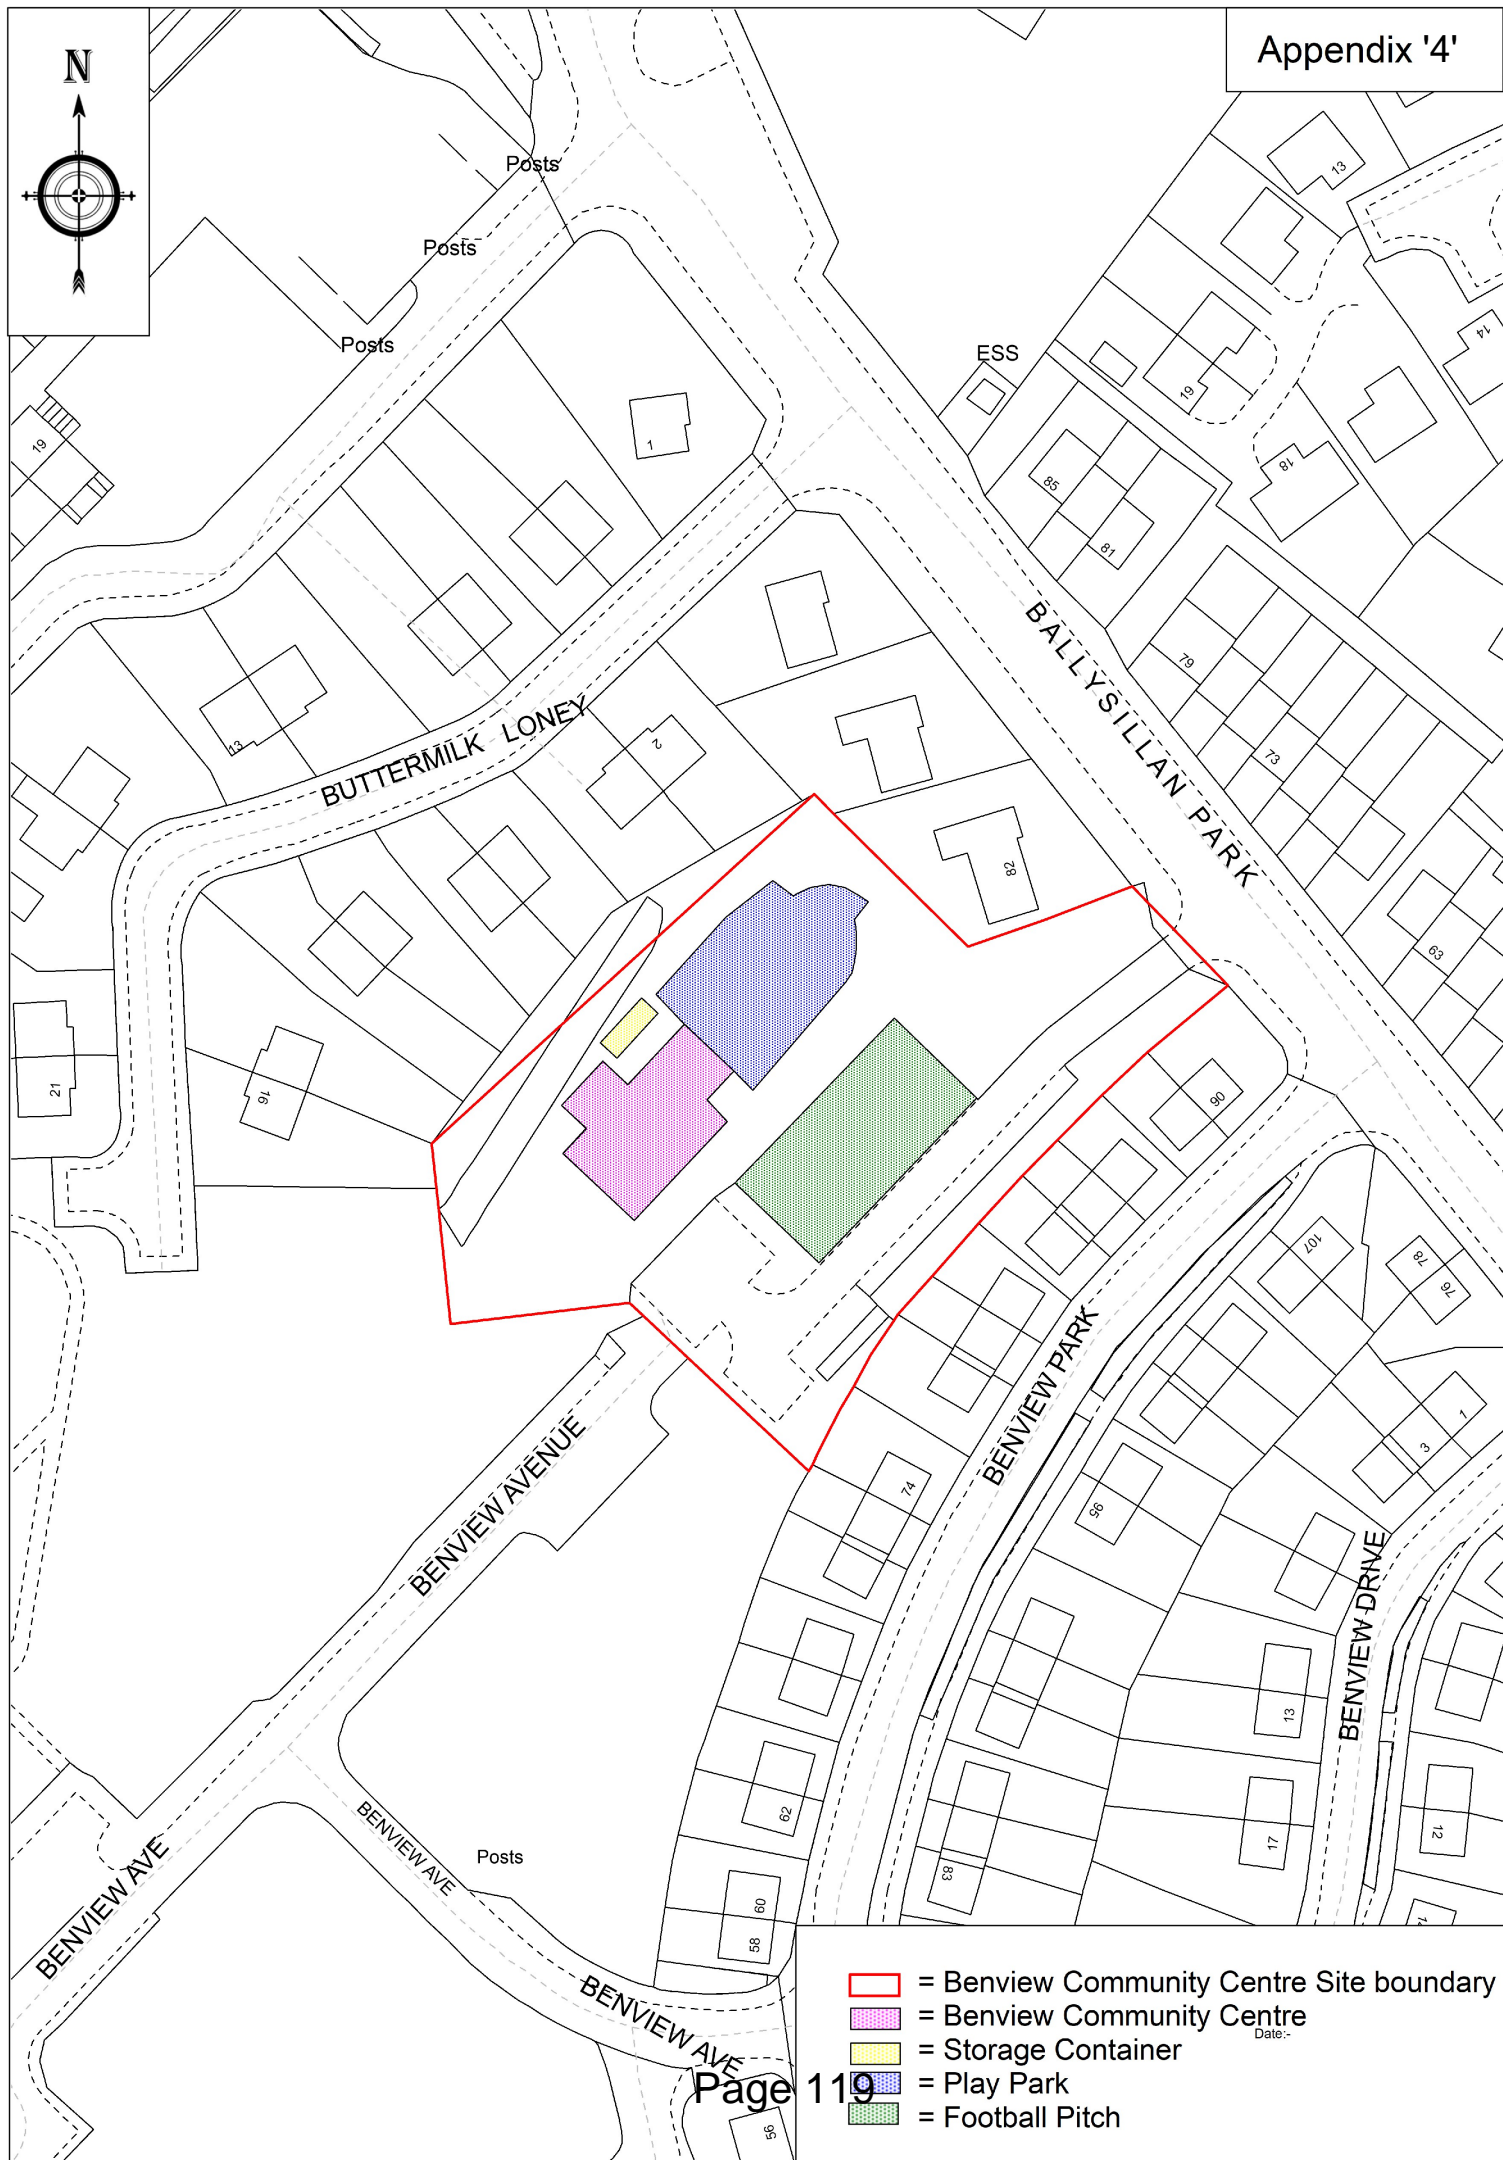 N
Appendix '4'
Posts
13
Posts
14
Posts
ESS
19
1
19
18
85
81
BALLYSILLAN PARK
79
BUTTERMILK LONEY
13
2
73
82
63
21
16
90
107
78
76
BENVIEW PARK
1
3
BENVIEW AVENUE
74
95
BENVIEW DRIVE
13
62
BENVIEW AVE
Posts
17
12
83
BENVIEW AVE
60
58
BENVIEW AVE
56
= Benview Community Centre Site boundary
= Benview Community Centre
Date:-
= Storage Container
= Play Park
= Football Pitch
Page 119